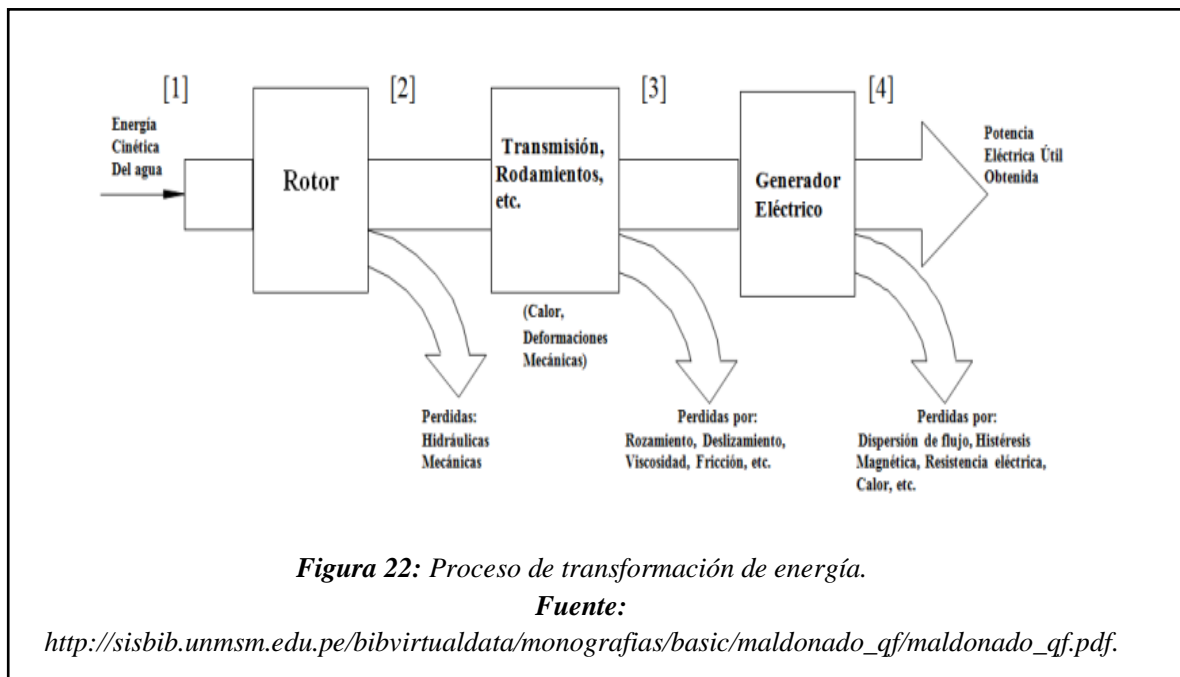 [1]
[2]
[3]
[4]
Energía
Cinética
Del agua
Rotor
Transmisión,
Rodamientos,
etc.
Generador
Eléctrico
Potencia
Eléctrica Útil
Obtenida
(Calor,
Deformaciones
Mecánicas)
Perdidas:
Hidráulicas
Mecánicas
Perdidas por:
Rozamiento, Deslizamiento,
Viscosidad, Fricción, etc.
Perdidas por:
Dispersión de flujo, Histéresis
Magnética, Resistencia eléctrica,
Calor, etc.
Figura 22: Proceso de transformación de energía.
Fuente:
http://sisbib.unmsm.edu.pe/bibvirtualdata/monografias/basic/maldonado_qf/maldonado_qf.pdf.